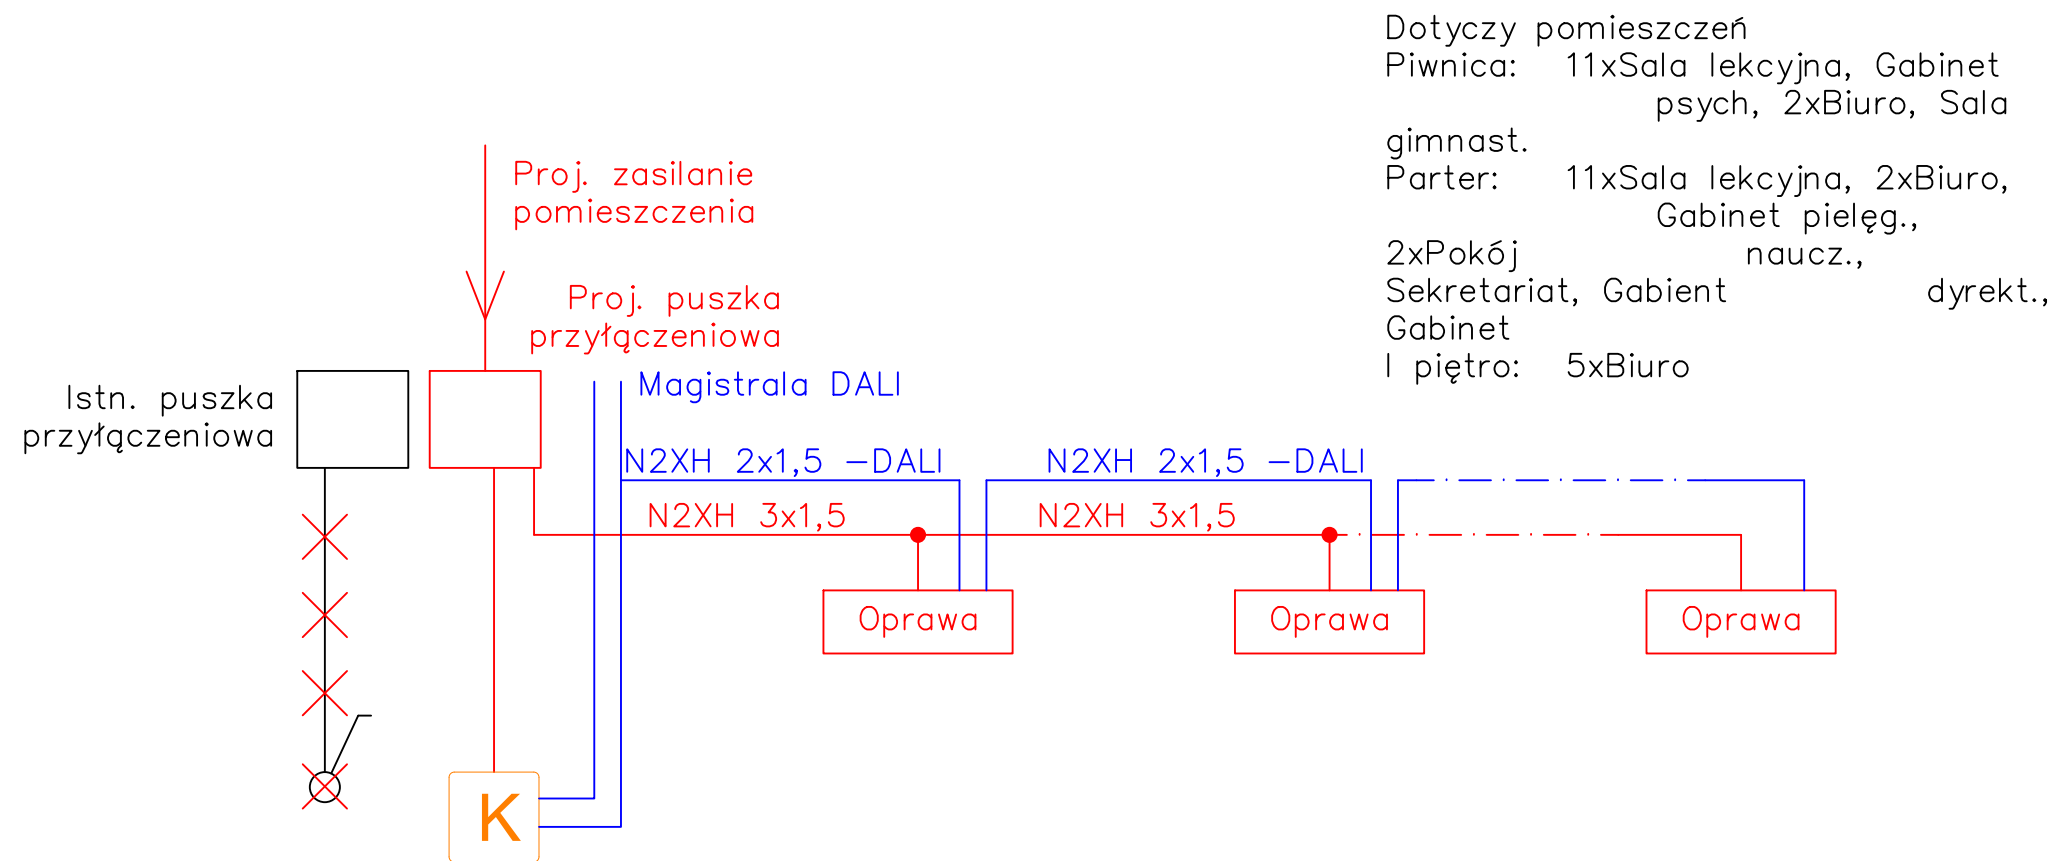 Dotyczy pomieszczeń
Piwnica: 11xSala lekcyjna, Gabinet
psych, 2xBiuro, Sala
gimnast.
Parter: 11xSala lekcyjna, 2xBiuro,
Gabinet pielęg.,
2xPokój naucz.,
Sekretariat, Gabient dyrekt.,
Gabinet
I piętro: 5xBiuro
Proj. zasilanie
pomieszczenia
Proj. puszka
przyłączeniowa
Istn. puszka
przyłączeniowa
Magistrala DALI
N2XH 2x1,5 –DALI
N2XH 2x1,5 –DALI
N2XH 3x1,5
N2XH 3x1,5
Oprawa
Oprawa
Oprawa
K